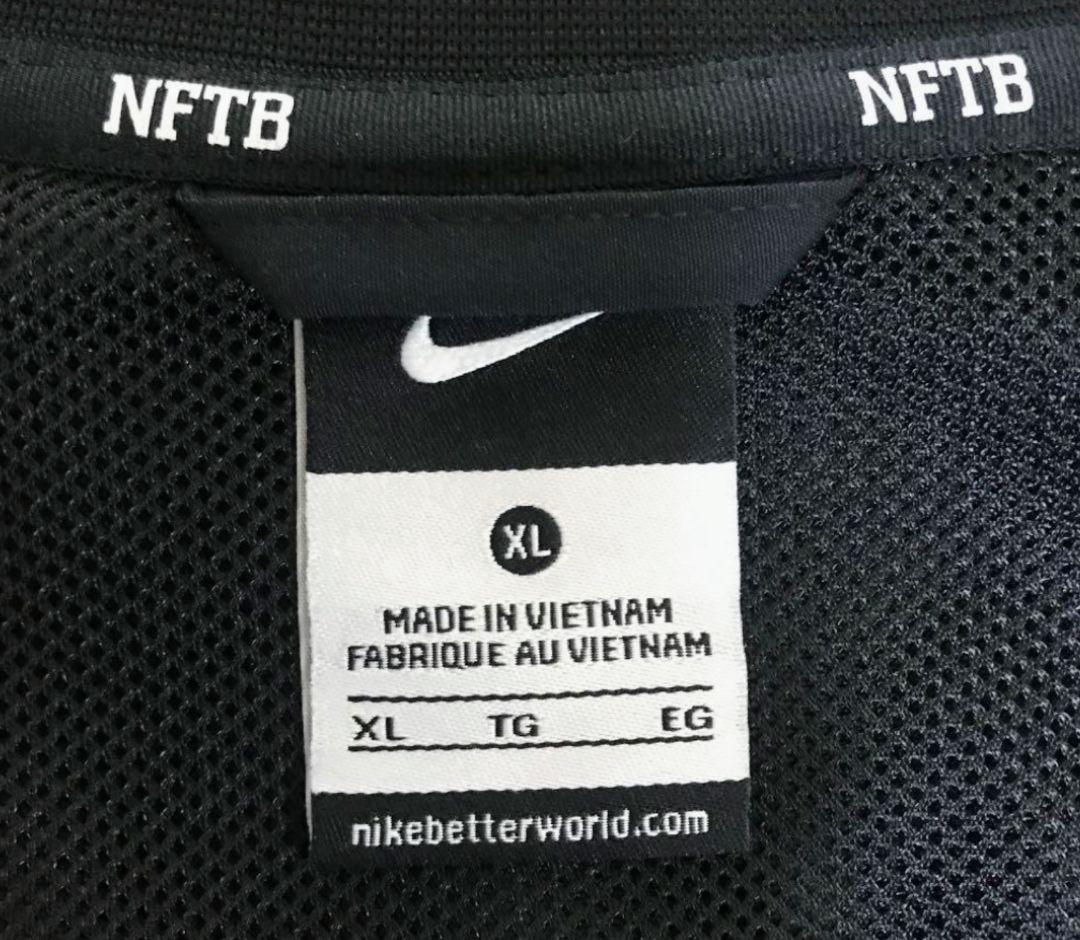 NFTB NFTB
XL
MADE IN VIETNAM
FABRIQUE AU VIETNAM
XL TG EG
nikebetterworld.com